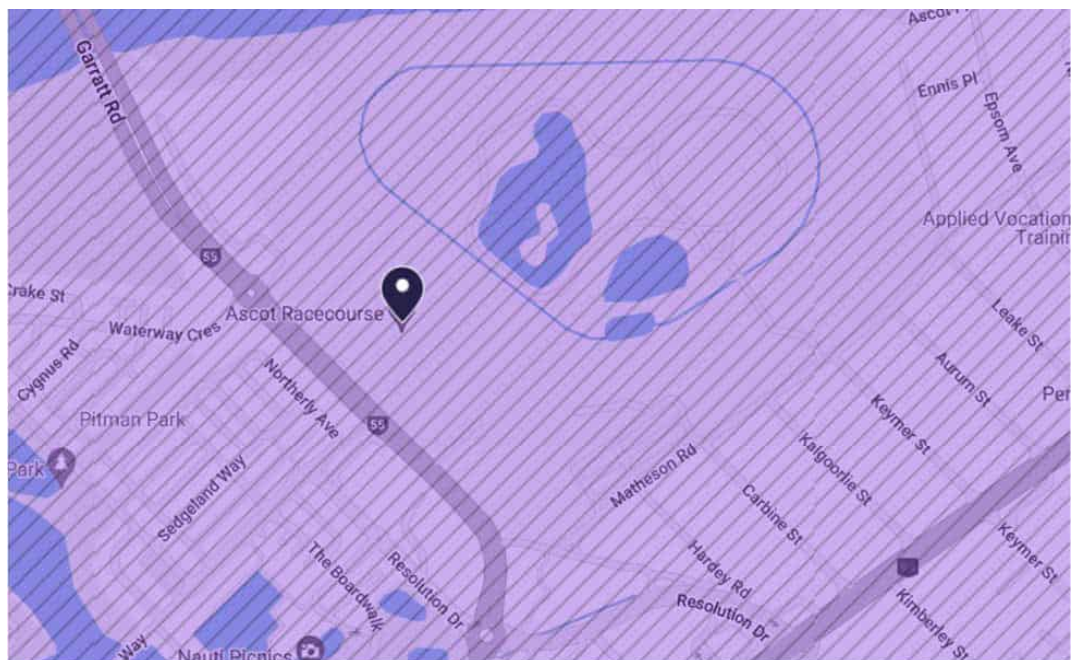 Garratt Rd
Ascot
Ennis Pl
Epsom Ave
Applied Vocation
Trainin
55
Crake St
Waterway Cres
Ascot Racecourse
Cygnus Rd
Northerly Ave
Leake St
Aurum St
Per
Pitman Park
55
Keymer St
Park
Kalgoorlie St
Matheson Rd
Sedgeland Way
Carbine St
Keymer St
The Boardwalk
Resolution Dr
Hardey Rd
Resolution Dr
Kimberley St
Way
Nauti Picnics